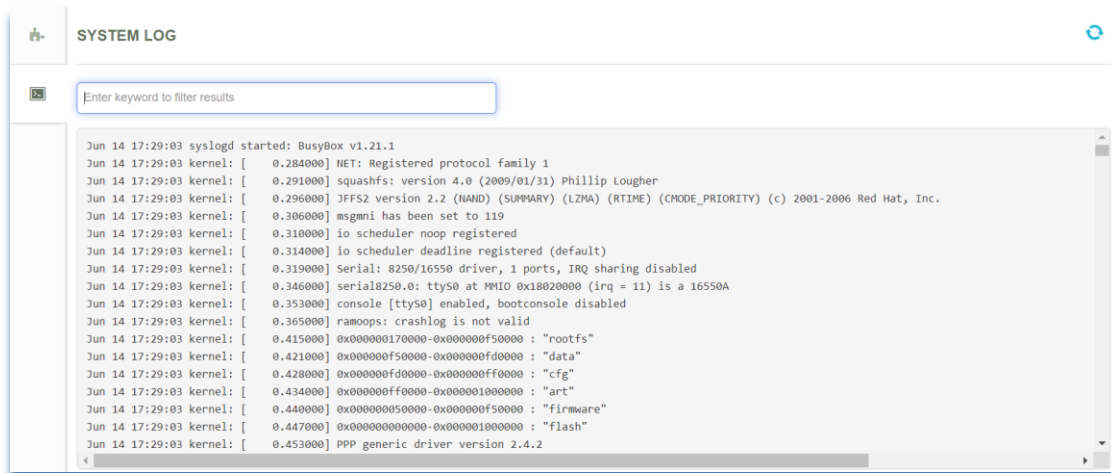 SYSTEM LOG
Enter keyword to filter results
Jun 14 17:29:03 syslogd started: BusyBox v1.21.1
Jun 14 17:29:03 kernel: [    0.284000] NET: Registered protocol family 1
Jun 14 17:29:03 kernel: [    0.291000] squashfs: version 4.0 (2009/01/31) Phillip Lougher
Jun 14 17:29:03 kernel: [    0.296000] JFFS2 version 2.2 (NAND) (SUMMARY) (LZMA) (RTIME) (CMODE_PRIORITY) (c) 2001-2006 Red Hat, Inc.
Jun 14 17:29:03 kernel: [    0.306000] msgmni has been set to 119
Jun 14 17:29:03 kernel: [    0.310000] io scheduler noop registered
Jun 14 17:29:03 kernel: [    0.314000] io scheduler deadline registered (default)
Jun 14 17:29:03 kernel: [    0.319000] Serial: 8250/16550 driver, 1 ports, IRQ sharing disabled
Jun 14 17:29:03 kernel: [    0.346000] serial8250.0: ttyS0 at MMIO 0x18020000 (irq = 11) is a 16550A
Jun 14 17:29:03 kernel: [    0.353000] console [ttyS0] enabled, bootconsole disabled
Jun 14 17:29:03 kernel: [    0.365000] ramoops: crashlog is not valid
Jun 14 17:29:03 kernel: [    0.415000] 0x000000170000-0x000000f50000 : "rootfs"
Jun 14 17:29:03 kernel: [    0.421000] 0x000000f50000-0x000000fd0000 : "data"
Jun 14 17:29:03 kernel: [    0.428000] 0x000000fd0000-0x000000ff0000 : "cfg"
Jun 14 17:29:03 kernel: [    0.434000] 0x000000ff0000-0x000001000000 : "art"
Jun 14 17:29:03 kernel: [    0.440000] 0x000000050000-0x000000f50000 : "firmware"
Jun 14 17:29:03 kernel: [    0.447000] 0x000000000000-0x000001000000 : "flash"
Jun 14 17:29:03 kernel: [    0.453000] PPP generic driver version 2.4.2